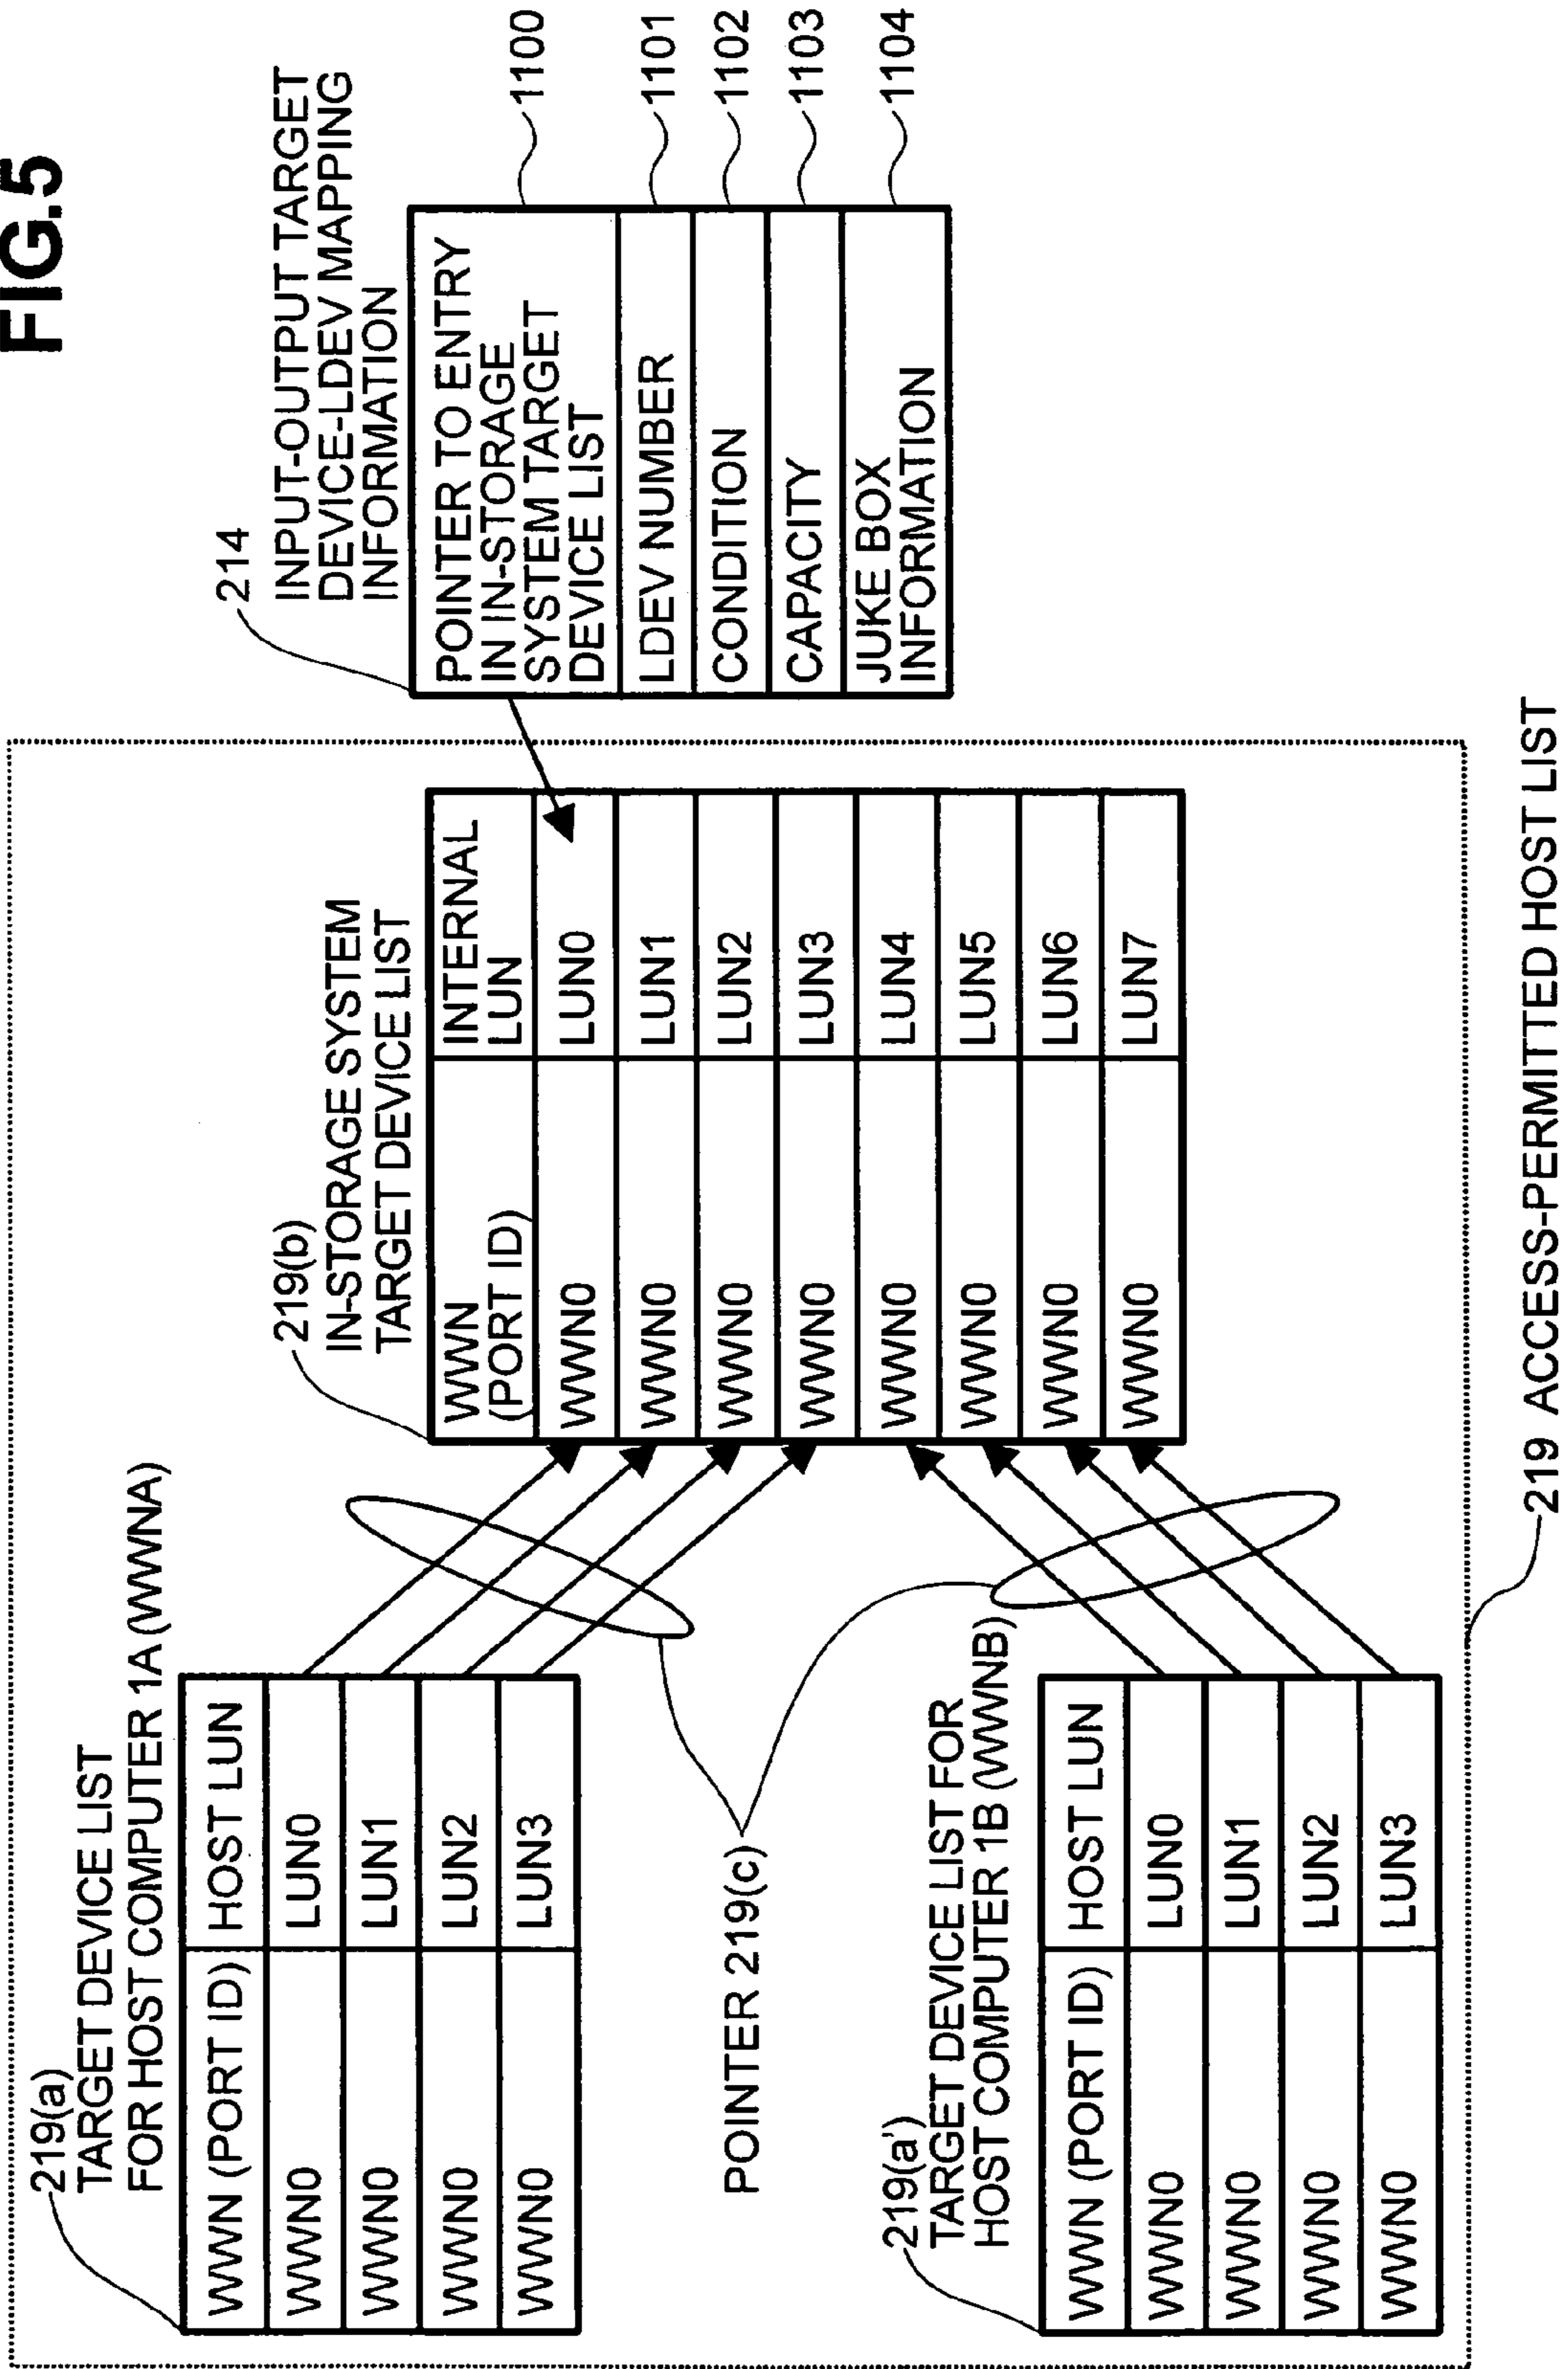 FIG.5
219(a)
TARGET DEVICE LIST
FOR HOST COMPUTER 1A (WWNA)
WWN (PORT ID) HOST LUN
WWN0 LUN0
WWN0 LUN1
WWN0 LUN2
WWN0 LUN3
POINTER 219(c)
219(a')
TARGET DEVICE LIST FOR
HOST COMPUTER 1B (WWNB)
WWN (PORT ID) HOST LUN
WWN0 LUN0
WWN0 LUN1
WWN0 LUN2
WWN0 LUN3
219(b)
IN-STORAGE SYSTEM
TARGET DEVICE LIST
WWN
(PORT ID)
INTERNAL
LUN
WWN0 LUN0
WWN0 LUN1
WWN0 LUN2
WWN0 LUN3
WWN0 LUN4
WWN0 LUN5
WWN0 LUN6
WWN0 LUN7
214
INPUT-OUTPUT TARGET
DEVICE-LDEV MAPPING
INFORMATION
POINTER TO ENTRY
IN IN-STORAGE
SYSTEM TARGET
DEVICE LIST
1100
LDEV NUMBER 1101
CONDITION 1102
CAPACITY 1103
JUKE BOX
INFORMATION
1104
219 ACCESS-PERMITTED HOST LIST